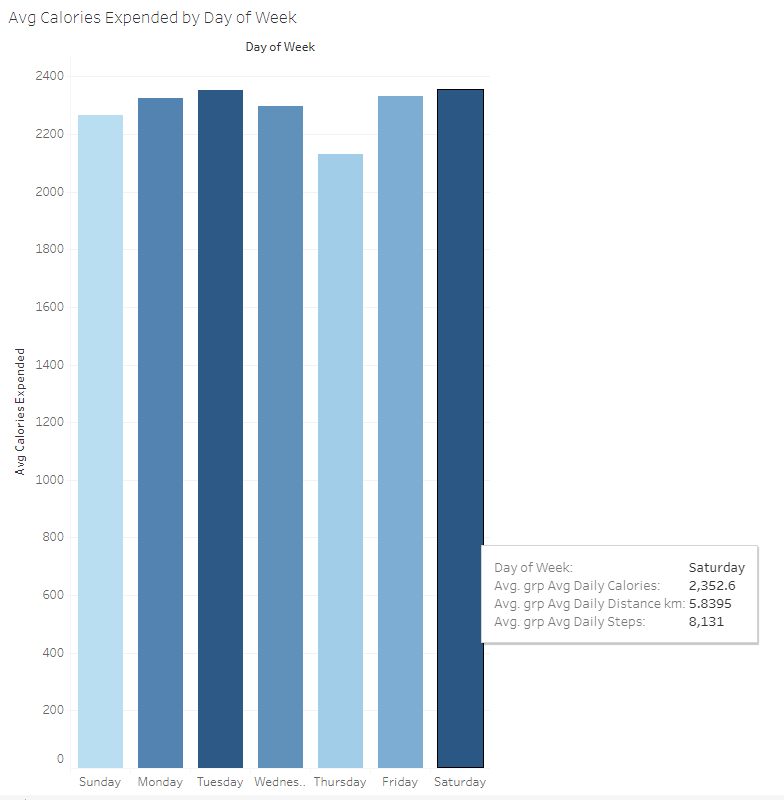 Avg Calories Expended by Day of Week
Day of Week
2400
2200
2000
1800
1600
1400
1200
1000
800
600
400
200
0
Avg Calories Expended
Sunday Monday Tuesday Wednes.. Thursday Friday Saturday
Day of Week: Saturday
Avg. grp Avg Daily Calories: 2,352.6
Avg. grp Avg Daily Distance km: 5.8395
Avg. grp Avg Daily Steps: 8,131